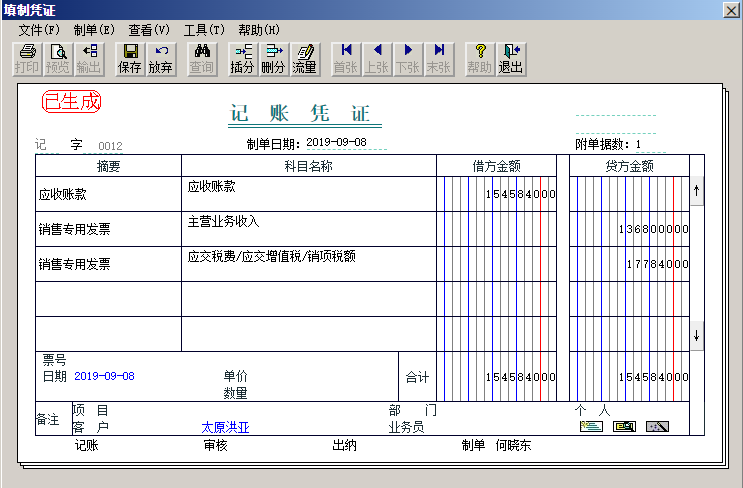 填制凭证
文件(F) 制单(E) 查看(V) 工具(T) 帮助(H)
打印 预览 输出 保存 放弃 查询 插分 删分 流量 首张 上张 下张 末张 帮助 退出
已生成
记 账 凭 证
记 字 0012 制单日期：2019-09-08 附单据数：1
摘要 科目名称 借方金额 贷方金额
应收账款 应收账款 154584000
销售专用发票 主营业务收入 136800000
销售专用发票 应交税费/应交增值税/销项税额 17784000
票号
日期 2019-09-08 单价 合计 154584000 154584000
数量
备注 项 目 部 门 个 人
客 户 太原洪亚 业务员
记账 审核 出纳 制单 何晓东